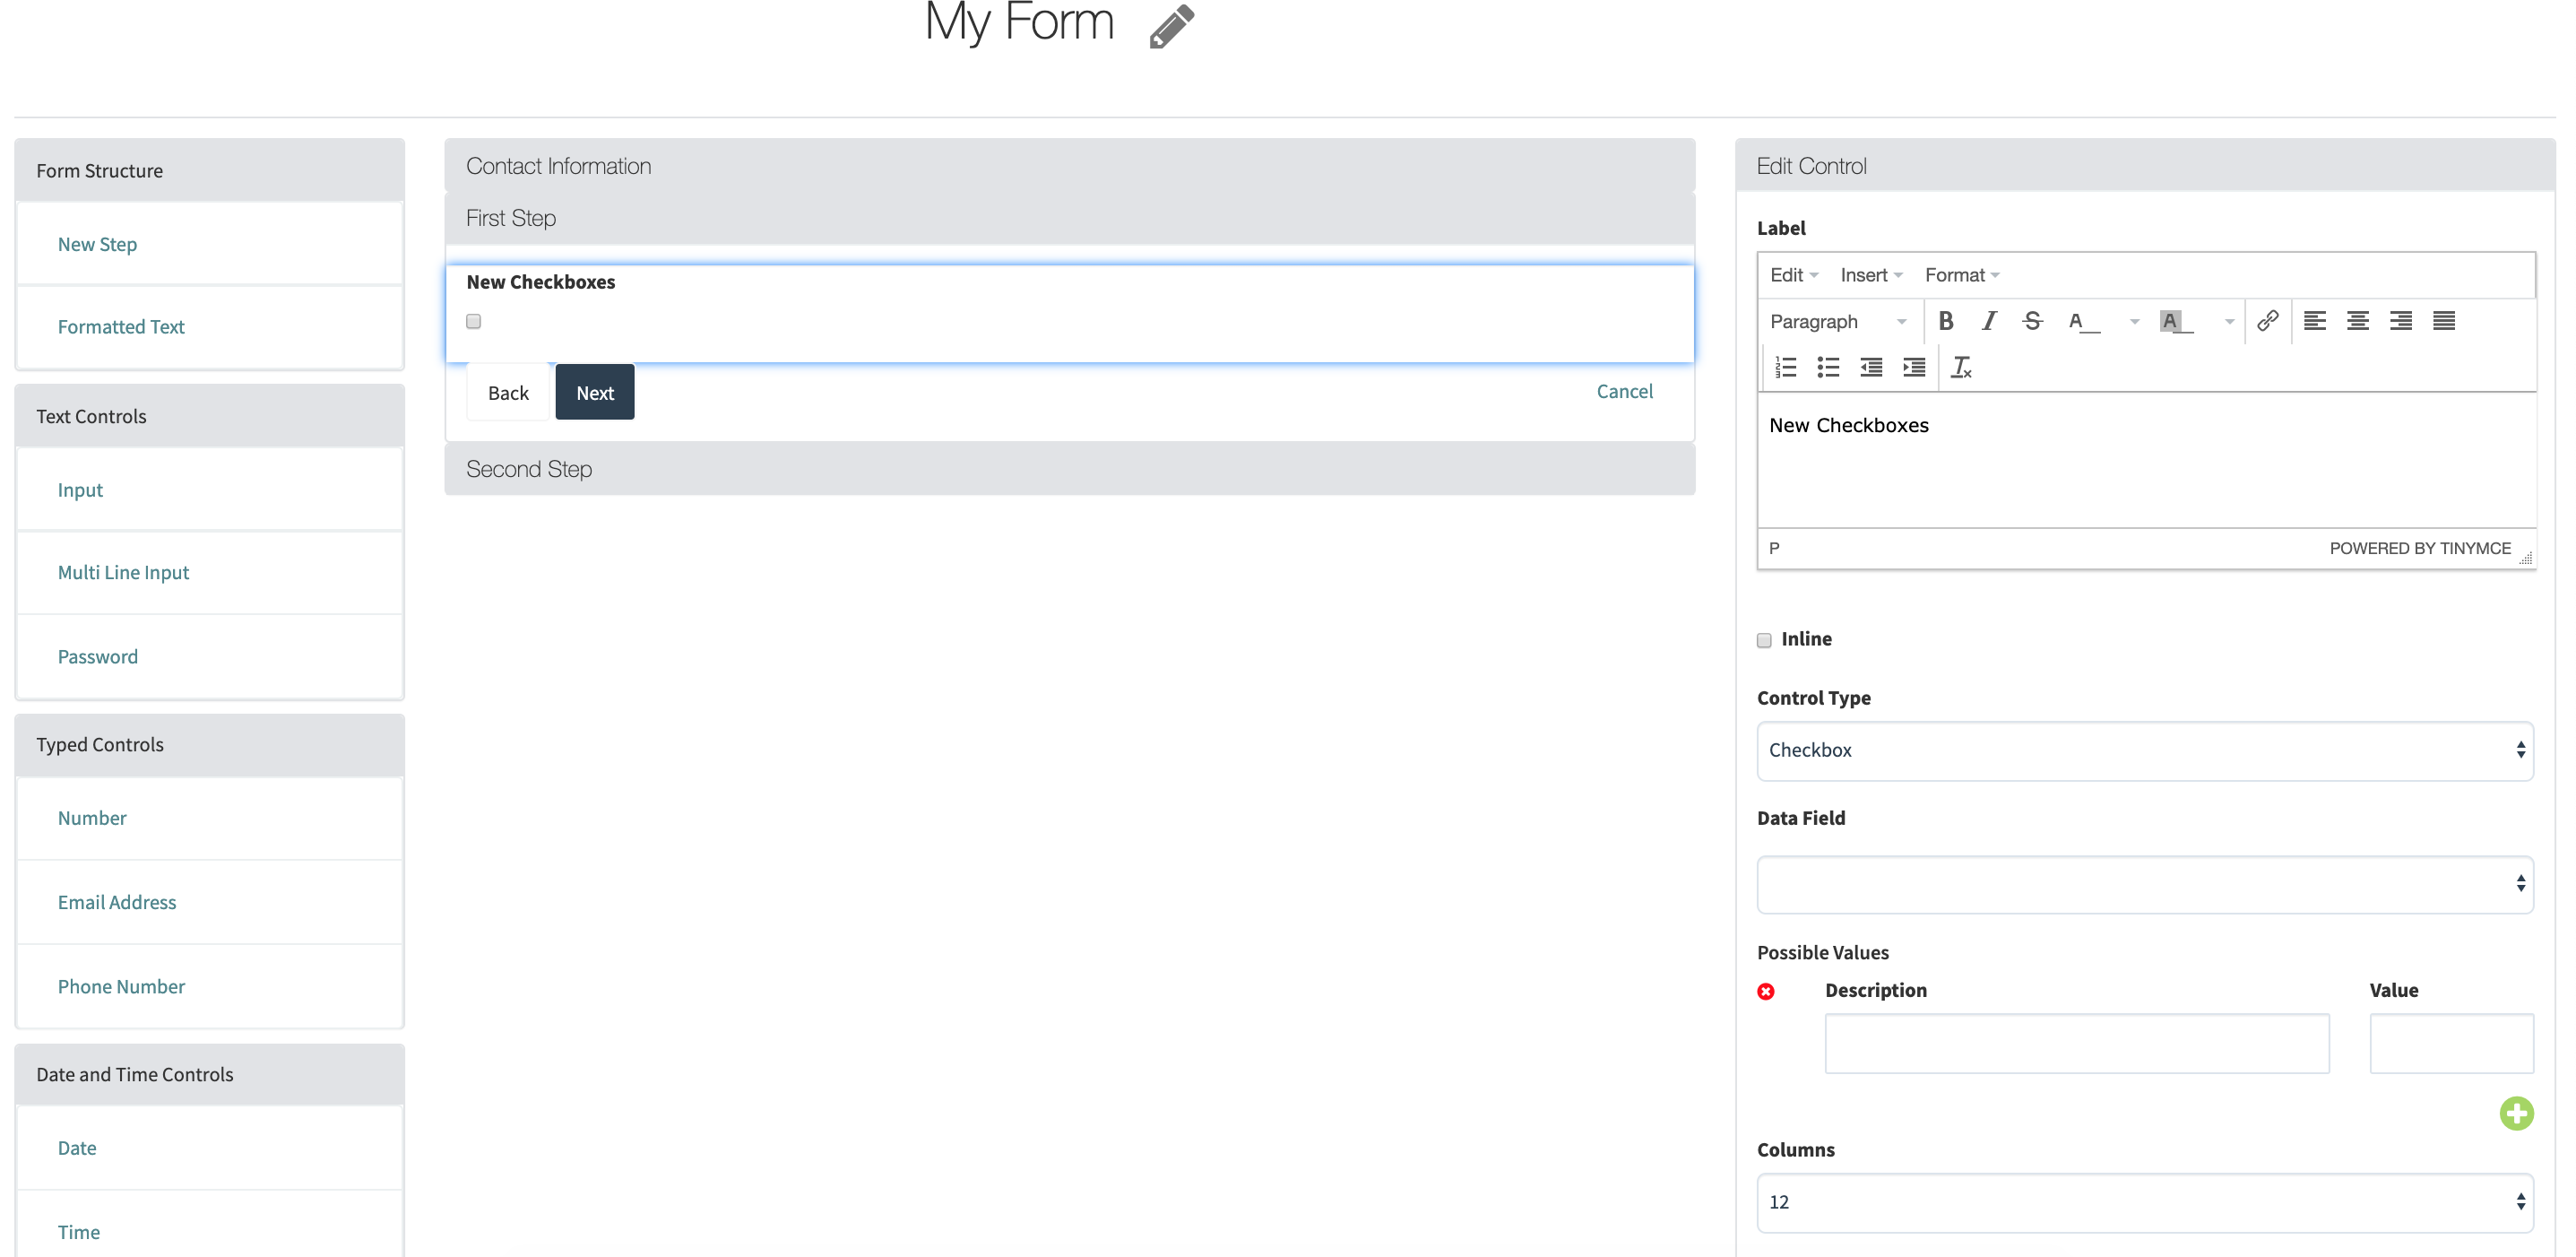 My Form
Form Structure
New Step
Formatted Text
Text Controls
Input
Multi Line Input
Password
Typed Controls
Number
Email Address
Phone Number
Date and Time Controls
Date
Time
Contact Information
First Step
New Checkboxes
Back Next Cancel
Second Step
Edit Control
Label
Edit Insert Format
Paragraph B I S A A
New Checkboxes
P POWERED BY TINYMCE
Inline
Control Type
Checkbox
Data Field
Possible Values
Description Value
Columns
12